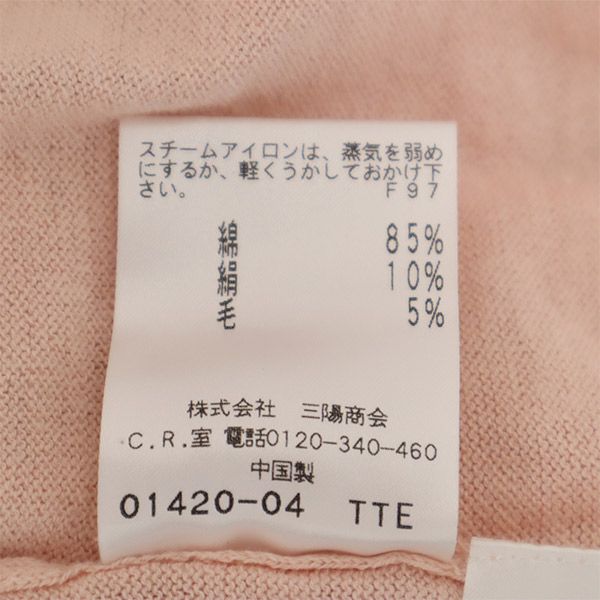 スチームアイロンは、蒸気を弱め
にするか、軽くうかしておかけ下
さい。 F97
綿 85%
絹 10%
毛 5%
株式会社 三陽商会
C.R.室 電話0120-340-460
中国製
01420-04 TTE